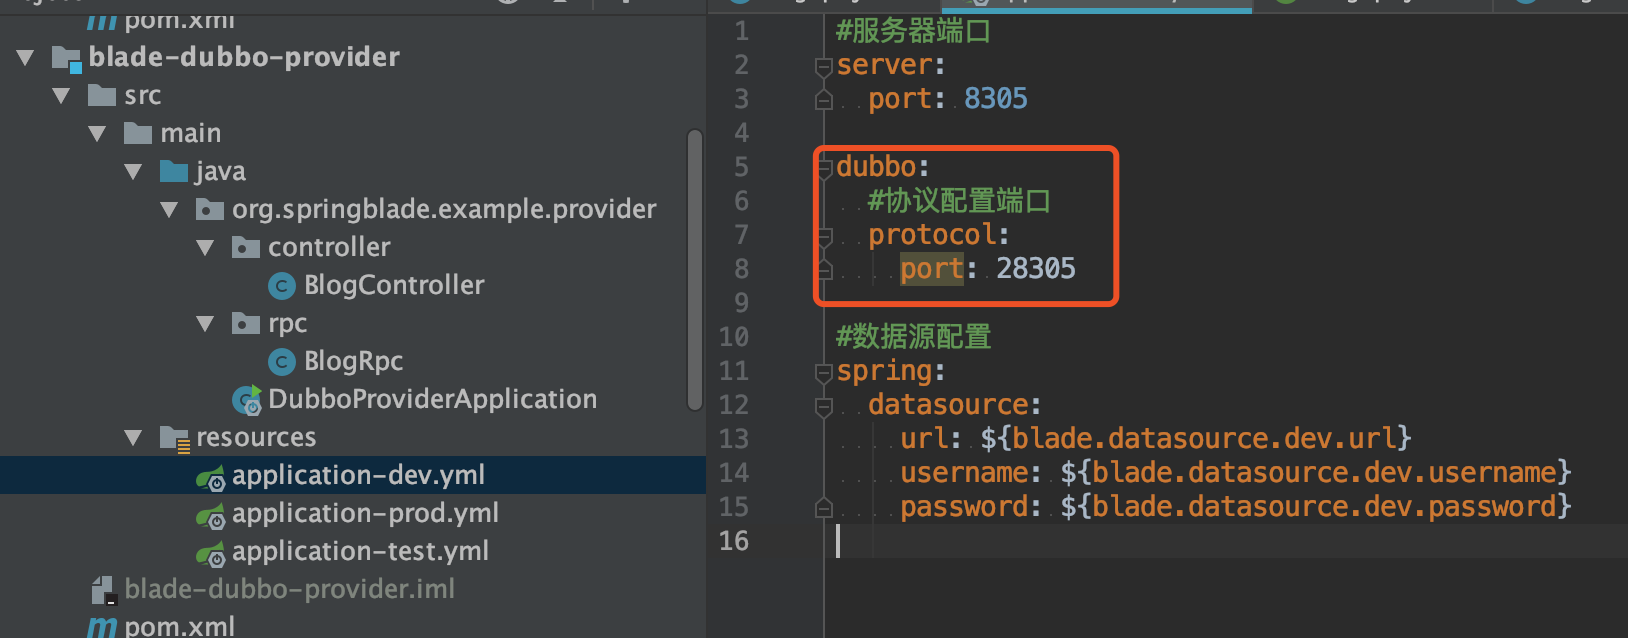 pom.xml
blade-dubbo-provider
src
main
java
org.springblade.example.provider
controller
BlogController
rpc
BlogRpc
DubboProviderApplication
resources
application-dev.yml
application-prod.yml
application-test.yml
blade-dubbo-provider.iml
pom.xml
1 #服务器端口
2 server:
3 port: 8305
4
5 dubbo:
6 #协议配置端口
7 protocol:
8 port: 28305
9
10 #数据源配置
11 spring:
12 datasource:
13 url: ${blade.datasource.dev.url}
14 username: ${blade.datasource.dev.username}
15 password: ${blade.datasource.dev.password}
16